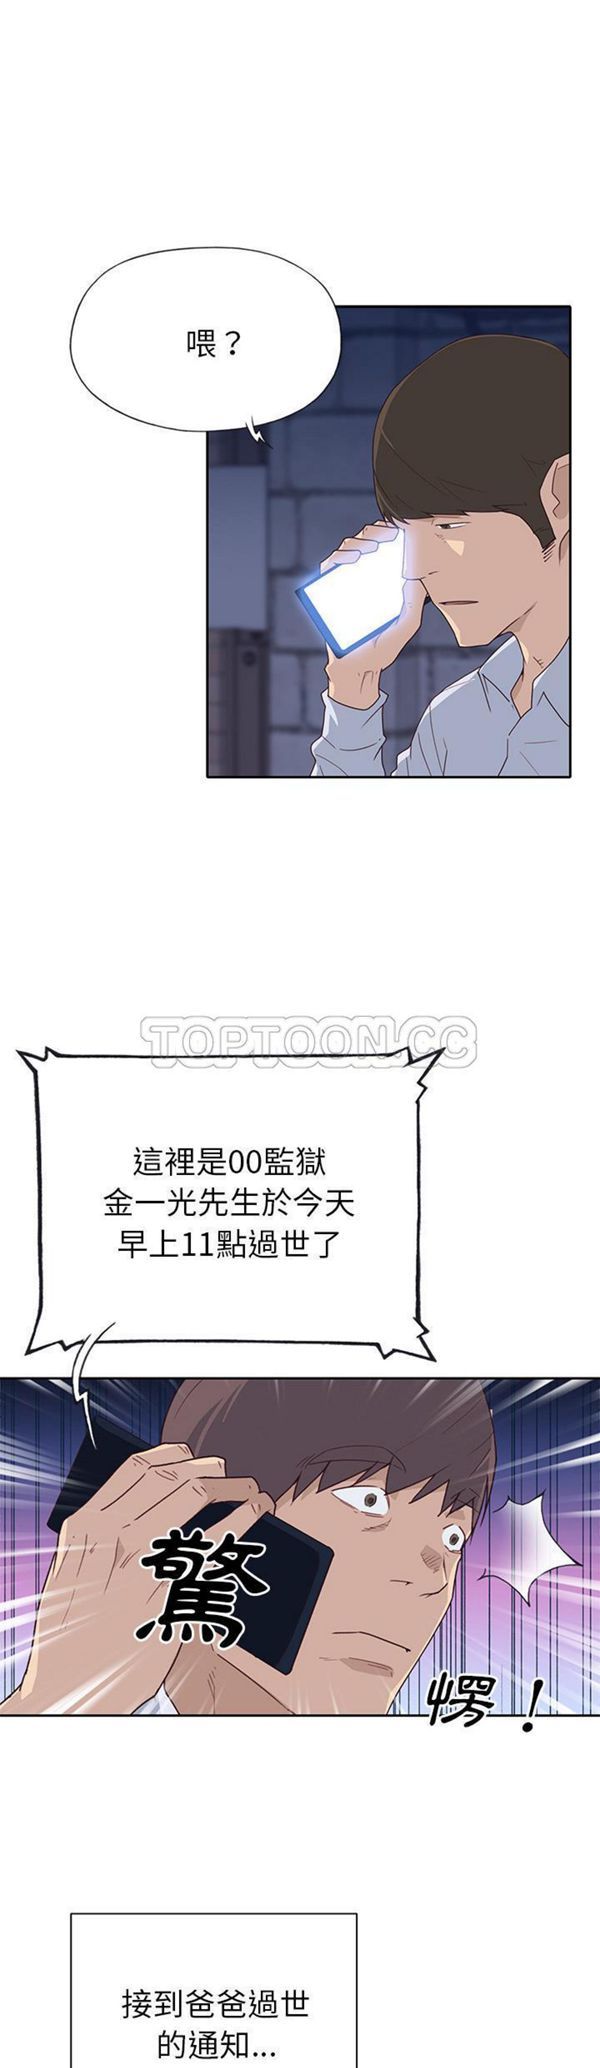 喂？
TOPTOON.CC
這裡是00監獄
金一光先生於今天
早上11點過世了
驚
愣！
接到爸爸過世
的通知...